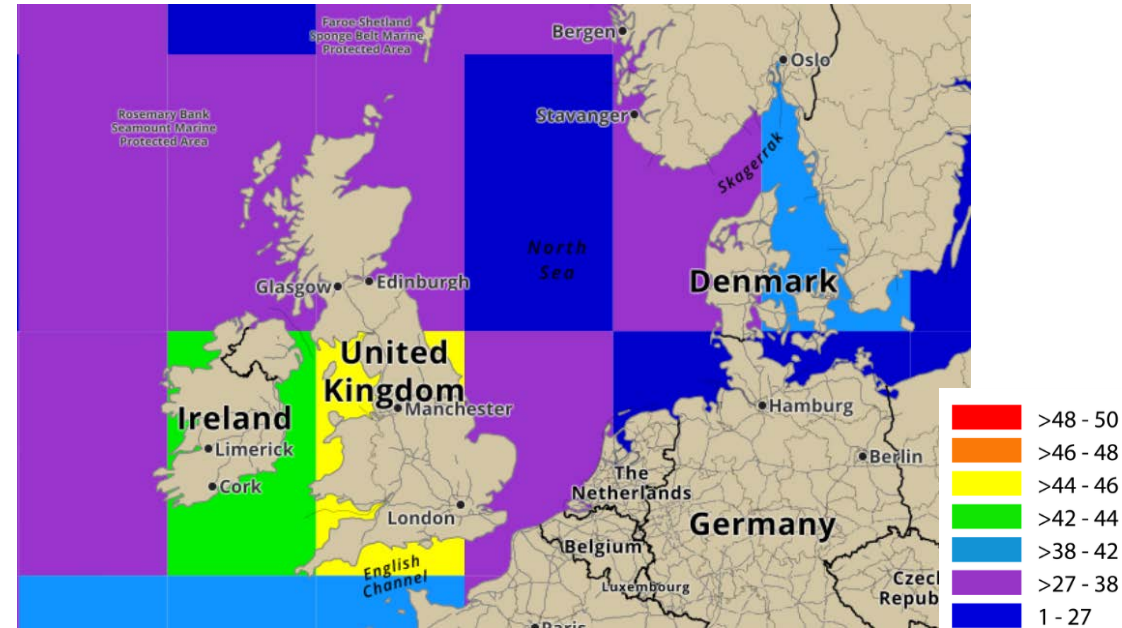 Faroe-Shetland
Sponge Belt Marine
Protected Area
Bergen
Oslo
Rosemary Bank
Seamount Marine
Protected Area
Stavanger
Skagerrak
North
Sea
Glasgow
Edinburgh
Denmark
United
Kingdom
Manchester
Ireland
Hamburg
Limerick
Berlin
Cork
The
Netherlands
London
Germany
Belgium
English
Channel
Luxembourg
Czecl
Repub
Paris
>48 - 50
>46 - 48
>44 - 46
>42 - 44
>38 - 42
>27 - 38
1 - 27